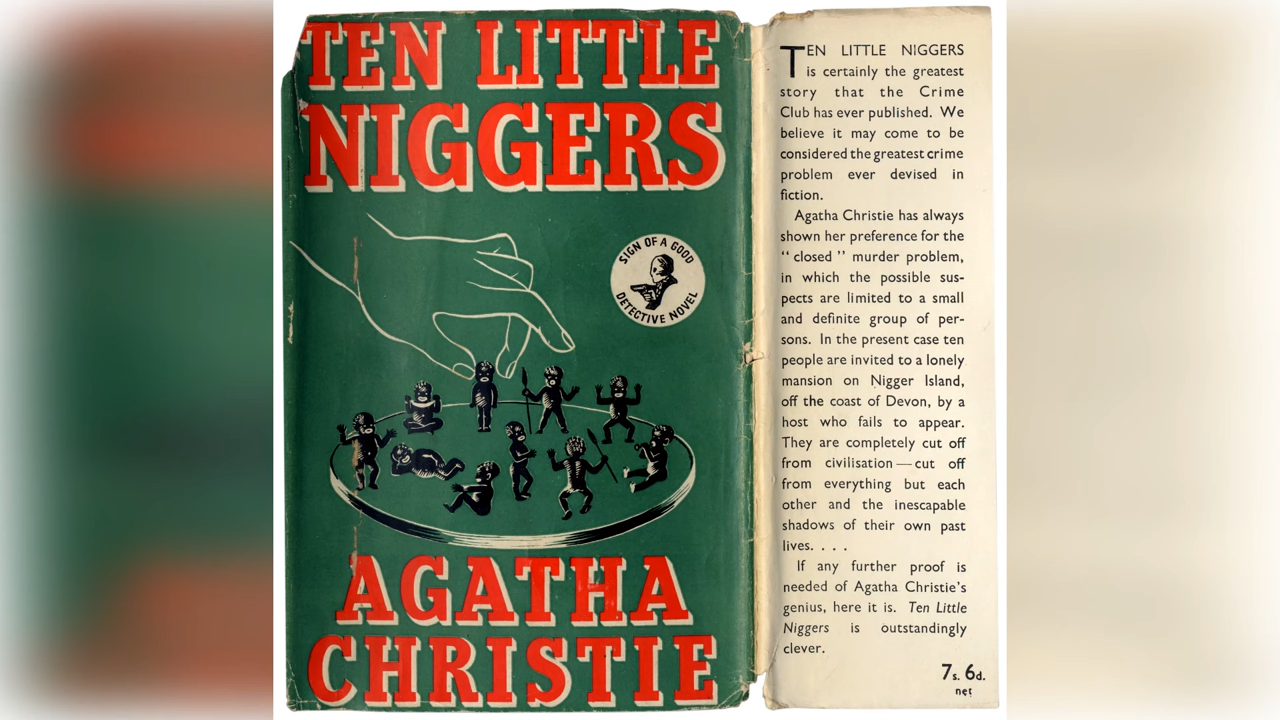 TEN LITTLE
NIGGERS
SIGN OF A GOOD
DETECTIVE NOVEL
AGATHA
CHRISTIE
TEN LITTLE NIGGERS
is certainly the greatest
story that the Crime
Club has ever published. We
believe it may come to be
considered the greatest crime
problem ever devised in
fiction.
Agatha Christie has always
shown her preference for the
“ closed ” murder problem,
in which the possible sus-
pects are limited to a small
and definite group of per-
sons. In the present case ten
people are invited to a lonely
mansion on Nigger Island,
off the coast of Devon, by a
host who fails to appear.
They are completely cut off
from civilisation—cut off
from everything but each
other and the inescapable
shadows of their own past
lives. . . .
If any further proof is
needed of Agatha Christie’s
genius, here it is. Ten Little
Niggers is outstandingly
clever.
7s. 6d.
net